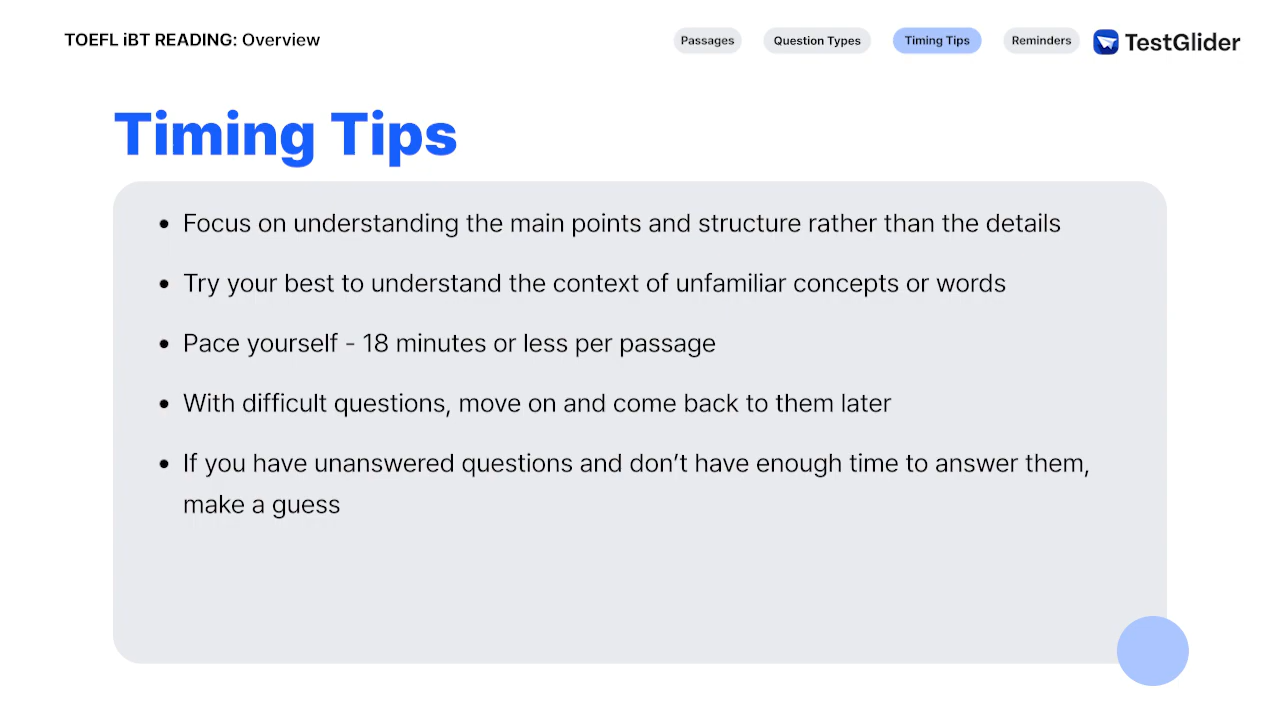 TOEFL iBT READING: Overview
Passages
Question Types
Timing Tips
Reminders
TestGlider
Timing Tips
• Focus on understanding the main points and structure rather than the details
• Try your best to understand the context of unfamiliar concepts or words
• Pace yourself - 18 minutes or less per passage
• With difficult questions, move on and come back to them later
• If you have unanswered questions and don’t have enough time to answer them,
make a guess